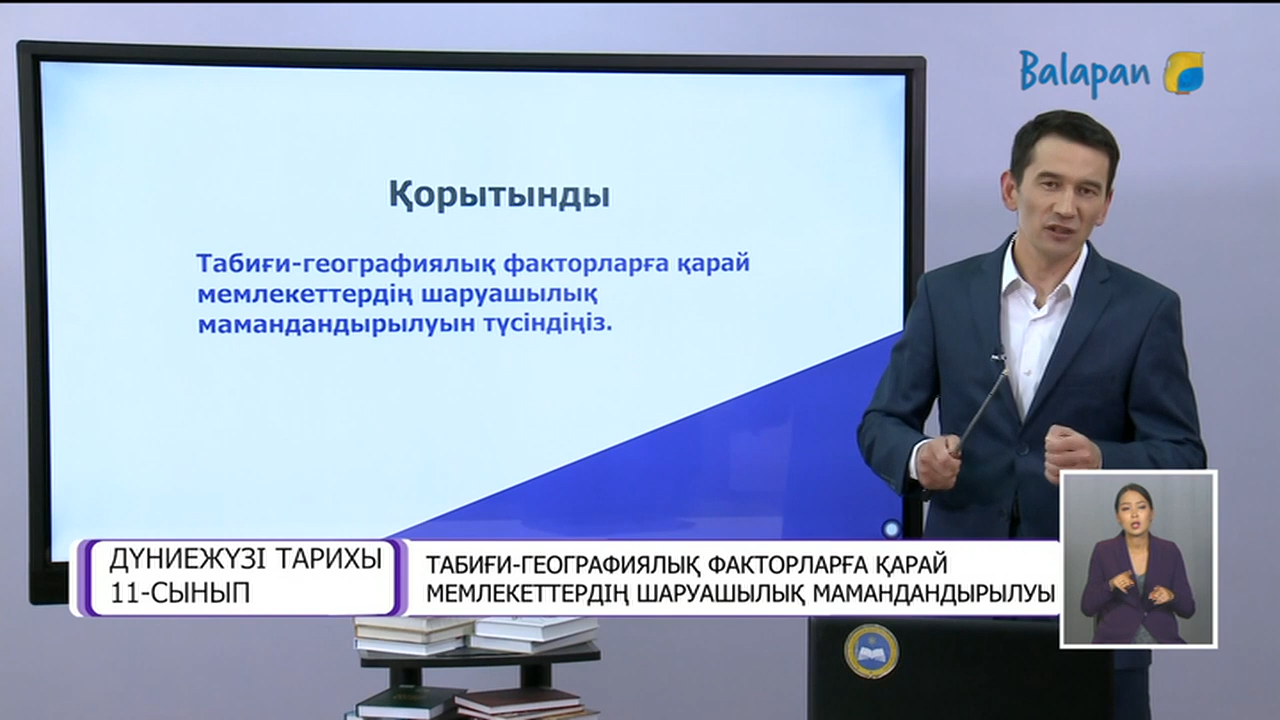 Balapan
Қорытынды
Табиғи-географиялық факторларға қарай
мемлекеттердің шаруашылық
мамандандырылуын түсіндіңіз.
ДҮНИЕЖҮЗІ ТАРИХЫ
11-СЫНЫП
ТАБИҒИ-ГЕОГРАФИЯЛЫҚ ФАКТОРЛАРҒА ҚАРАЙ
МЕМЛЕКЕТТЕРДІҢ ШАРУАШЫЛЫҚ МАМАНДАНДЫРЫЛУЫ